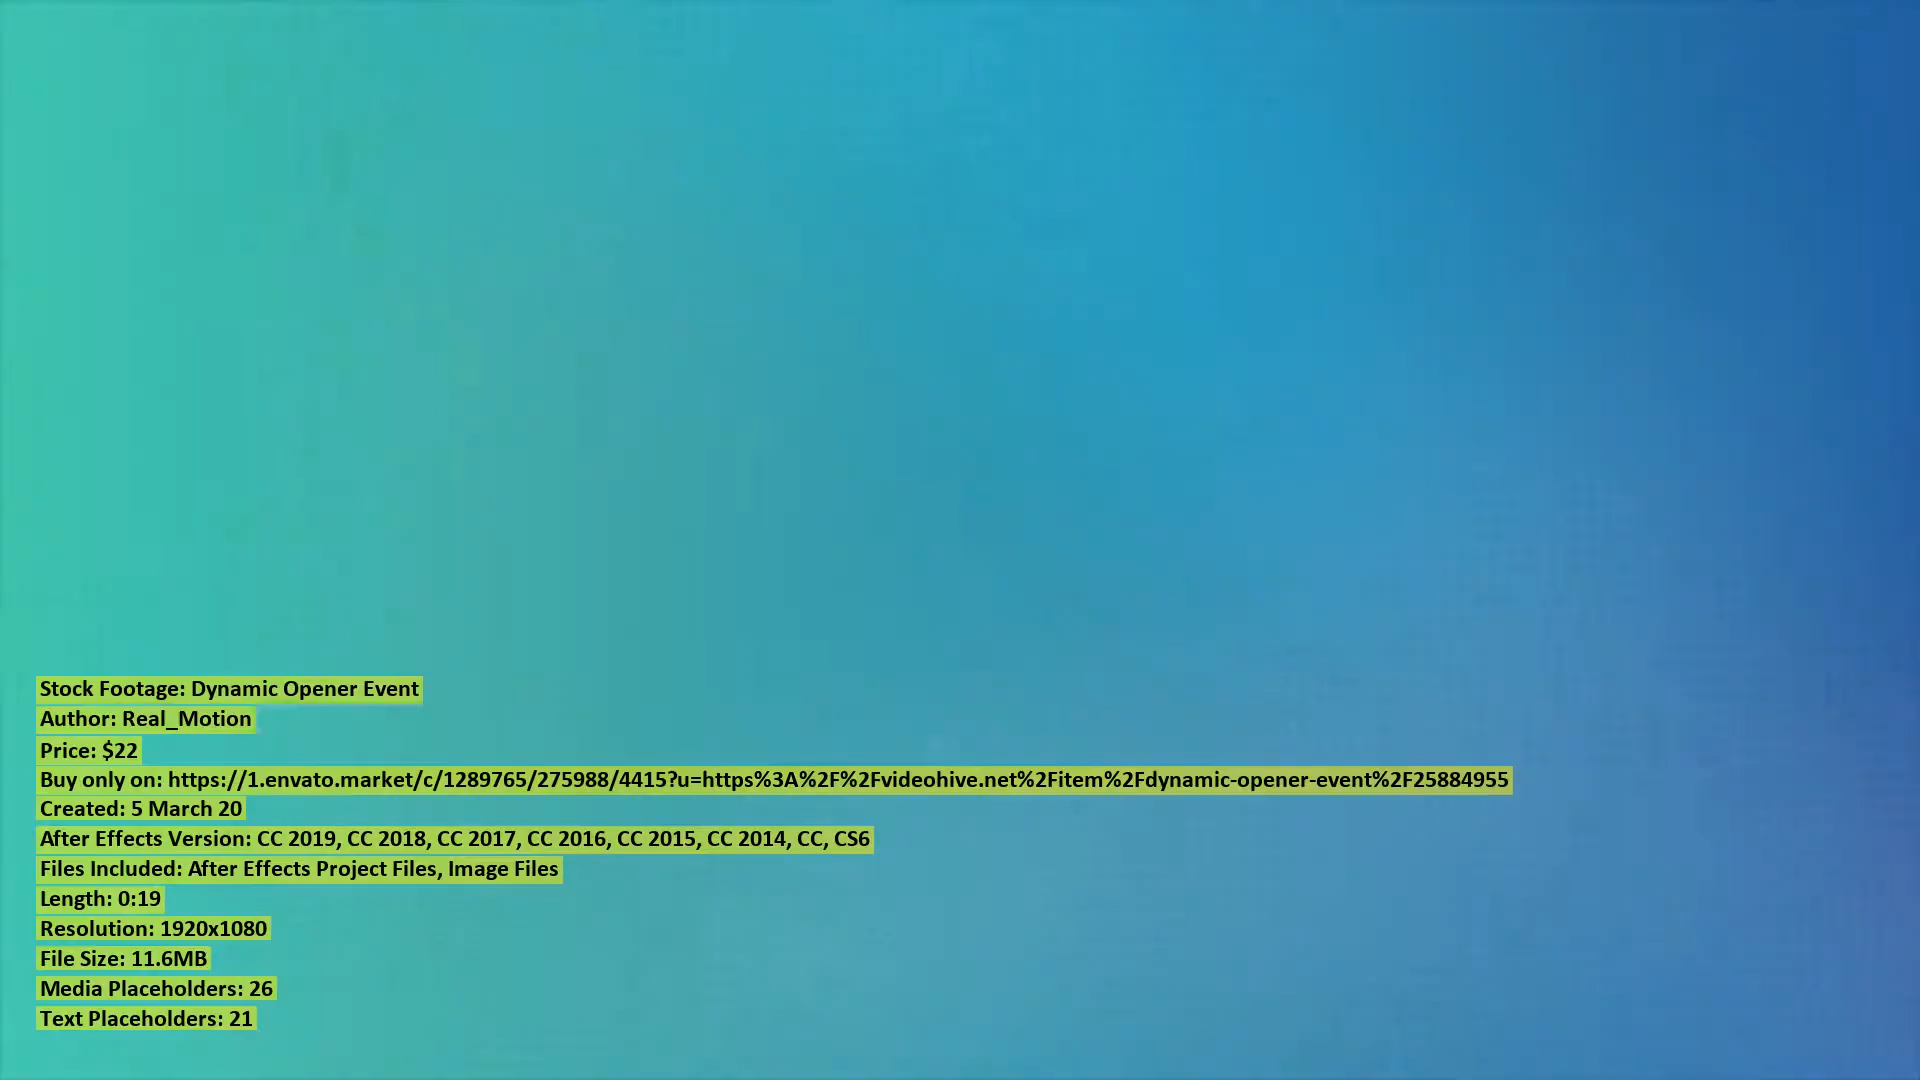 Stock Footage: Dynamic Opener Event
Author: Real_Motion
Price: $22
Buy only on: https://1.envato.market/c/1289765/275988/4415?u=https%3A%2F%2Fvideohive.net%2Fitem%2Fdynamic-opener-event%2F25884955
Created: 5 March 20
After Effects Version: CC 2019, CC 2018, CC 2017, CC 2016, CC 2015, CC 2014, CC, CS6
Files Included: After Effects Project Files, Image Files
Length: 0:19
Resolution: 1920x1080
File Size: 11.6MB
Media Placeholders: 26
Text Placeholders: 21